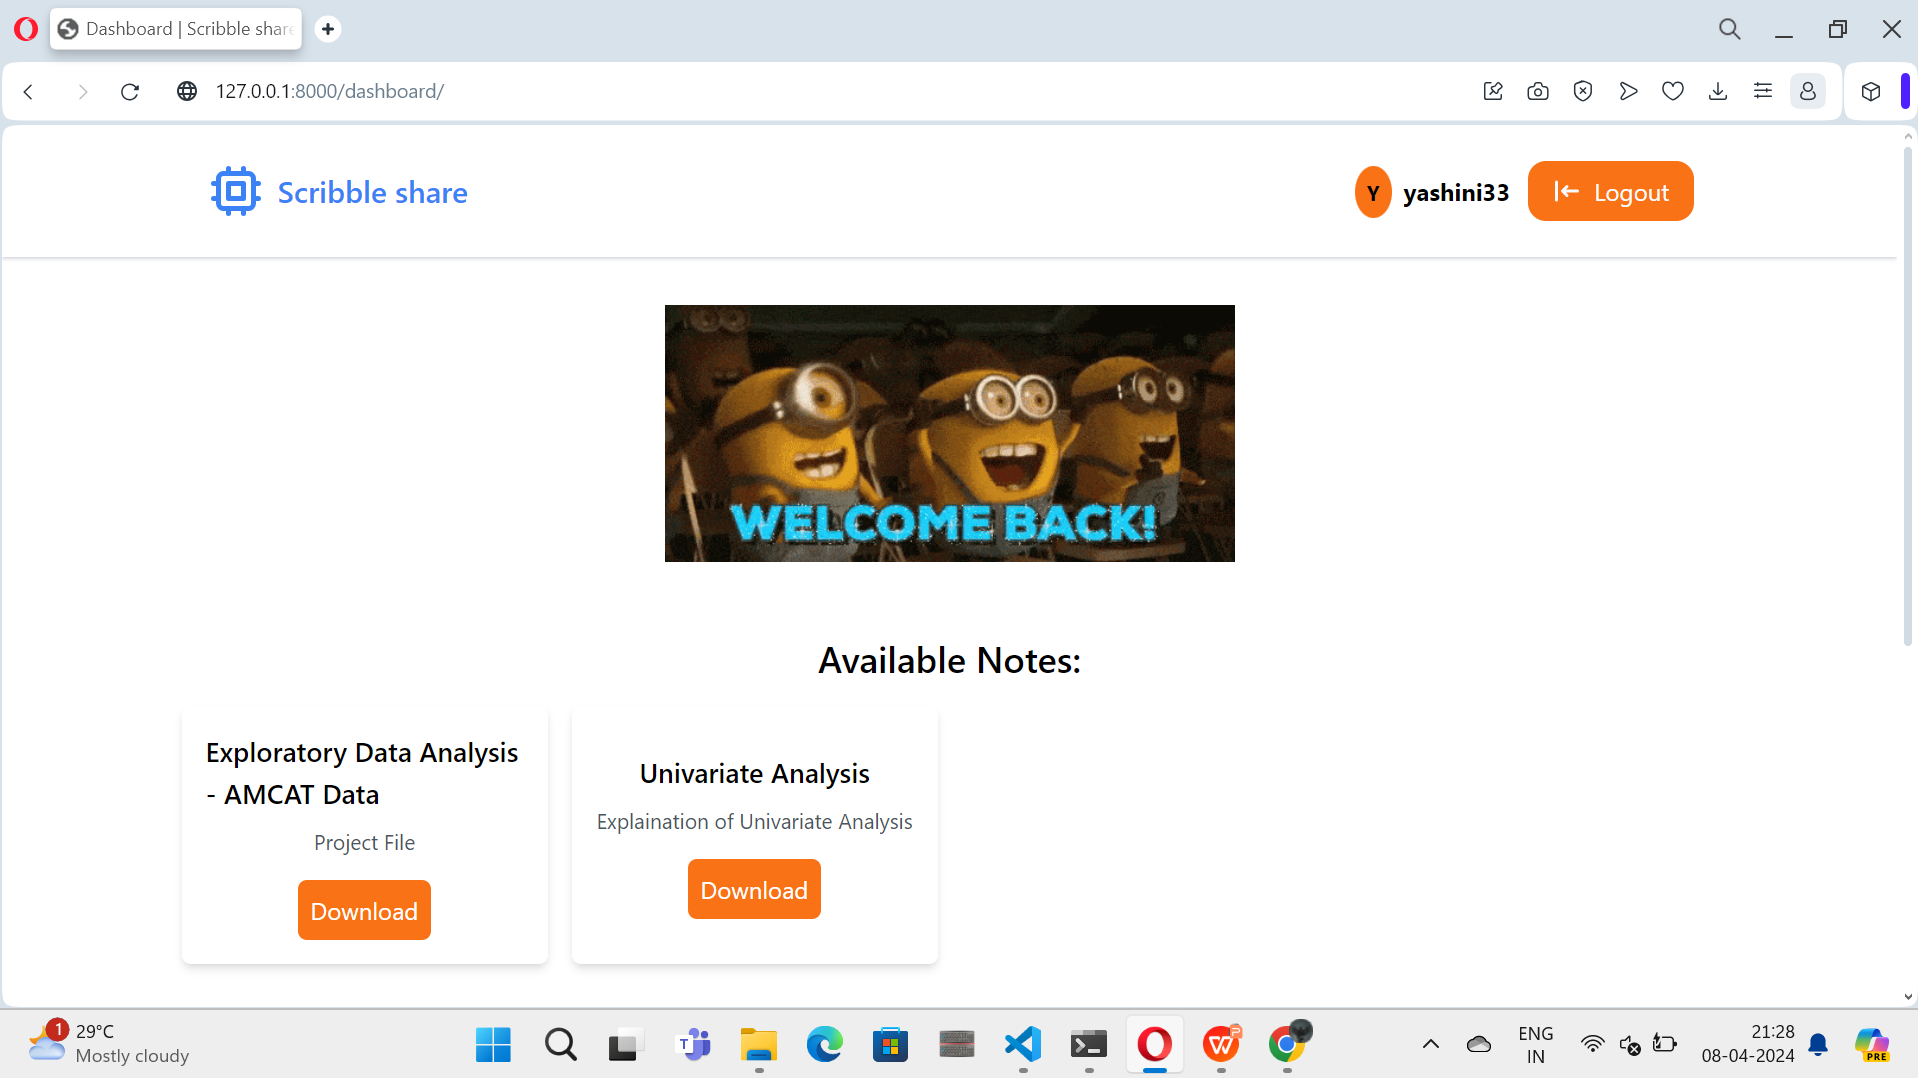 Dashboard | Scribble share
127.0.0.1:8000/dashboard/
Scribble share
Y yashini33 Logout
WELCOME BACK!
Available Notes:
Exploratory Data Analysis
- AMCAT Data
Project File
Download
Univariate Analysis
Explaination of Univariate Analysis
Download
1
29°C
Mostly cloudy
T
W
P
ENG
IN
21:28
08-04-2024
PRE